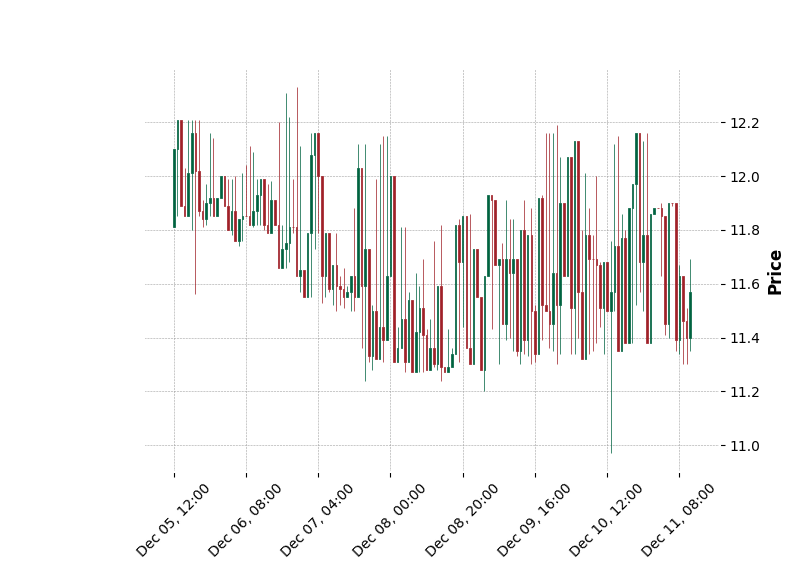 12.2
12.0
11.8
11.6
11.4
11.2
11.0
Price
Dec 05, 12:00
Dec 06, 08:00
Dec 07, 04:00
Dec 08, 00:00
Dec 08, 20:00
Dec 09, 16:00
Dec 10, 12:00
Dec 11, 08:00